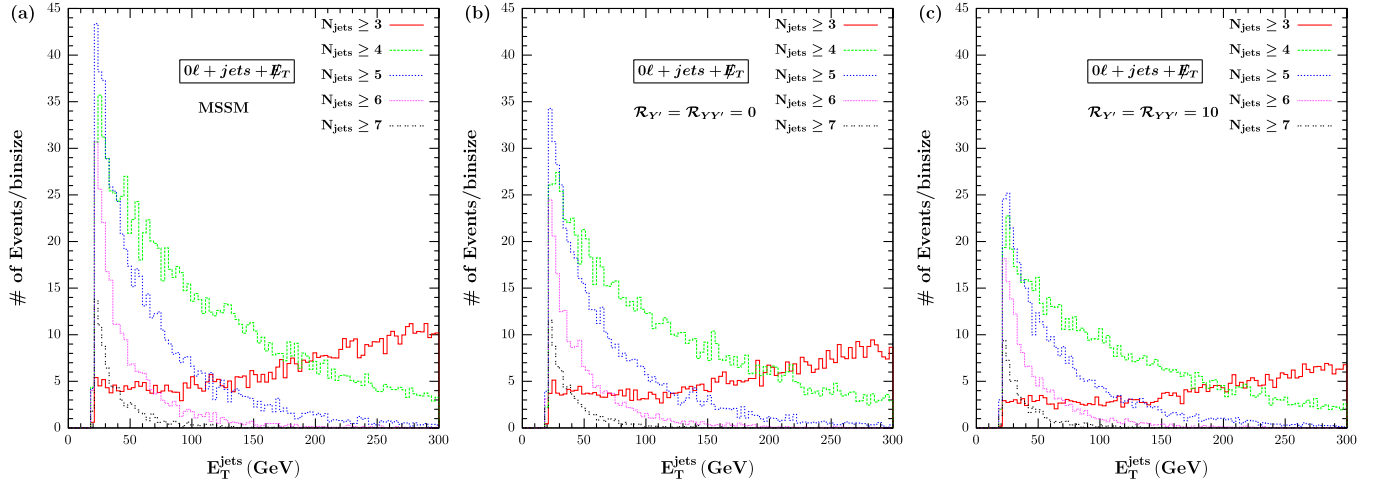 (a)
# of Events/binsize
45
40
35
30
25
20
15
10
5
0
0ℓ + jets + E̸_T
MSSM
N_jets ≥ 3
N_jets ≥ 4
N_jets ≥ 5
N_jets ≥ 6
N_jets ≥ 7
0 50 100 150 200 250 300
E_T^jets (GeV)
(b)
# of Events/binsize
45
40
35
30
25
20
15
10
5
0
0ℓ + jets + E̸_T
ℛ_Y′ = ℛ_YY′ = 0
N_jets ≥ 3
N_jets ≥ 4
N_jets ≥ 5
N_jets ≥ 6
N_jets ≥ 7
0 50 100 150 200 250 300
E_T^jets (GeV)
(c)
# of Events/binsize
45
40
35
30
25
20
15
10
5
0
0ℓ + jets + E̸_T
ℛ_Y′ = ℛ_YY′ = 10
N_jets ≥ 3
N_jets ≥ 4
N_jets ≥ 5
N_jets ≥ 6
N_jets ≥ 7
0 50 100 150 200 250 300
E_T^jets (GeV)